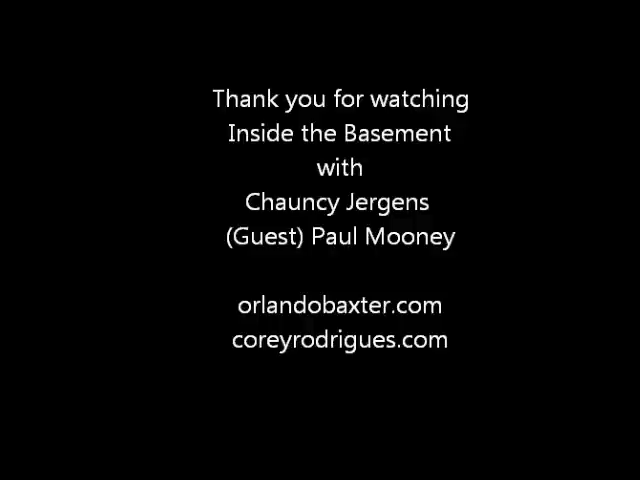 Thank you for watching
Inside the Basement
with
Chauncy Jergens
(Guest) Paul Mooney
orlandobaxter.com
coreyrodrigues.com